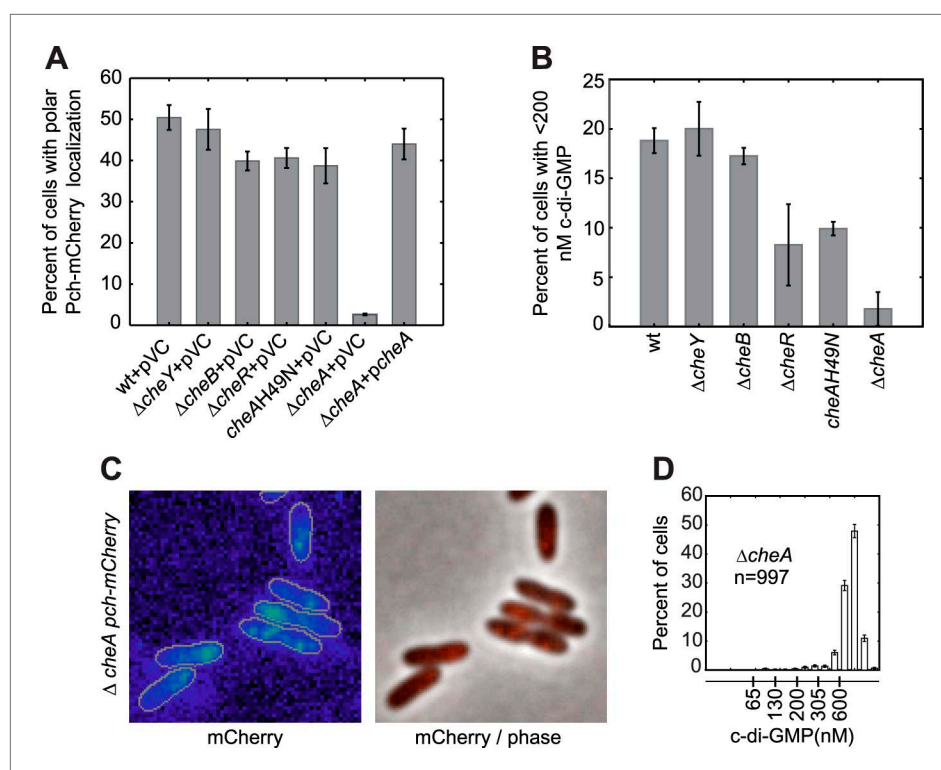 A
Percent of cells with polar
Pch-mCherry localization
60
50
40
30
20
10
0
wt+pVC
ΔcheY+pVC
ΔcheB+pVC
ΔcheR+pVC
cheAH49N+pVC
ΔcheA+pVC
ΔcheA+pcheA
B
Percent of cells with <200
nM c-di-GMP
25
20
15
10
5
0
wt
ΔcheY
ΔcheB
ΔcheR
cheAH49N
ΔcheA
C
Δ cheA pch-mCherry
mCherry
mCherry / phase
D
Percent of cells
60
50
40
30
20
10
0
ΔcheA
n=997
65
130
200
305
600
c-di-GMP(nM)